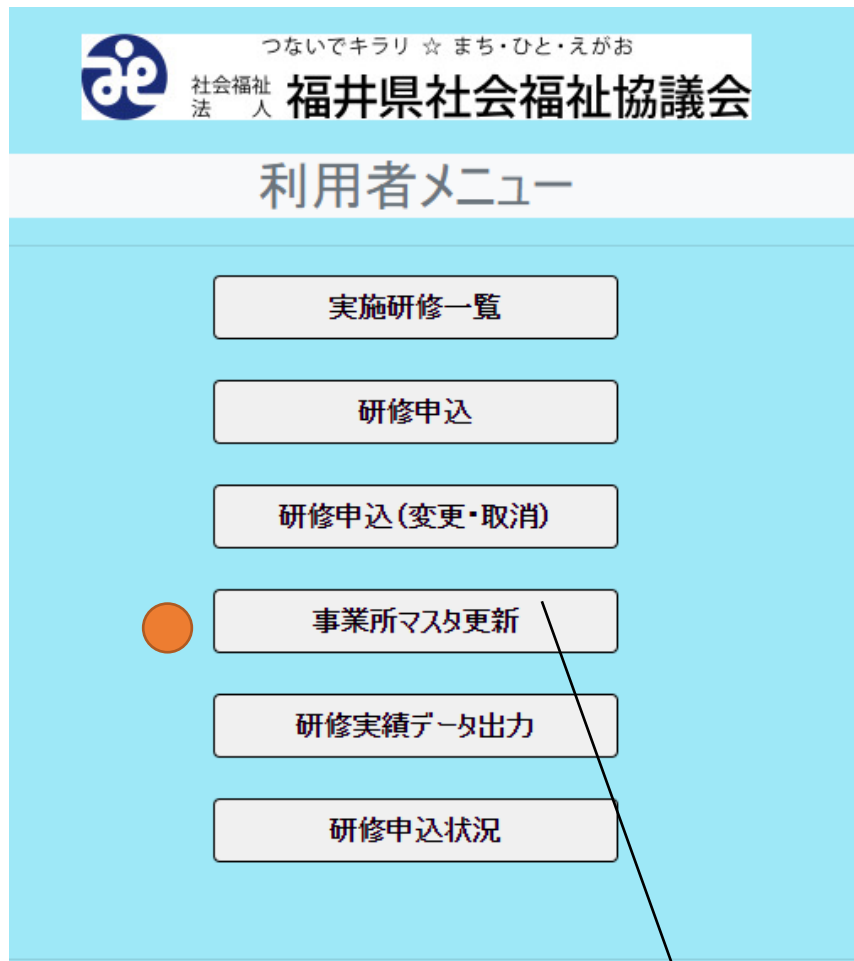 つないでキラリ ☆ まち・ひと・えがお
社会福祉法人 福井県社会福祉協議会
利用者メニュー
実施研修一覧
研修申込
研修申込(変更・取消)
事業所マスタ更新
研修実績データ出力
研修申込状況